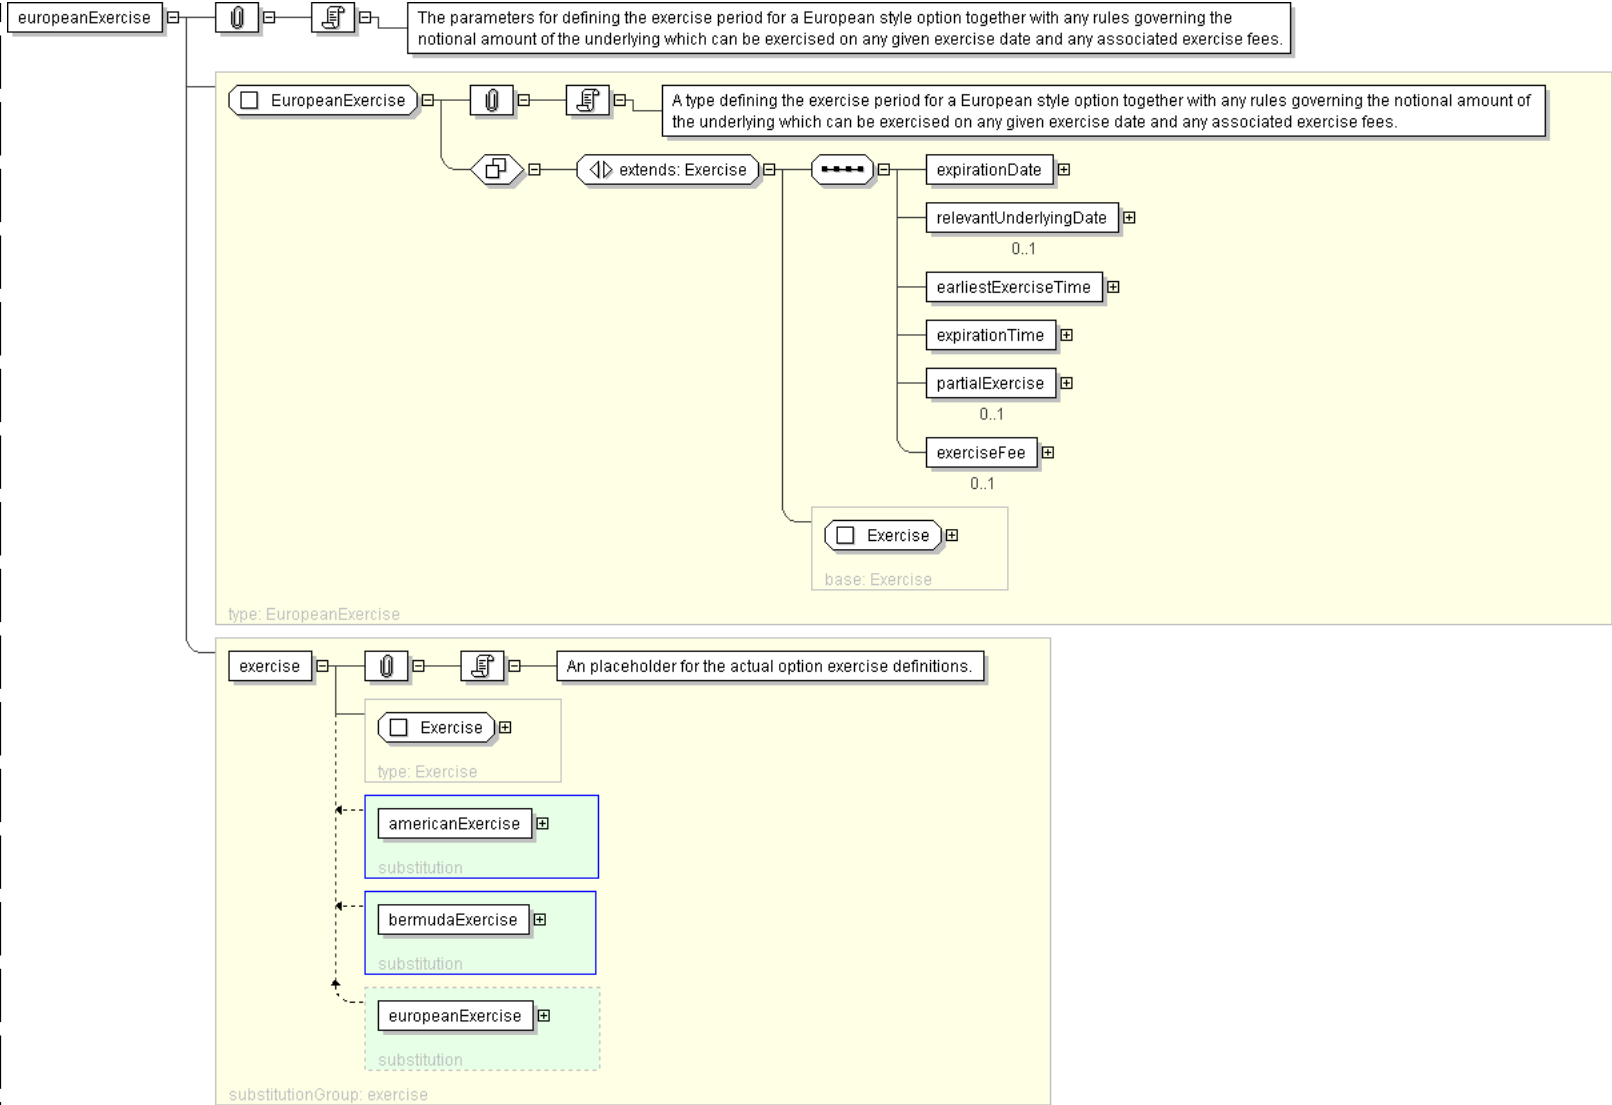 europeanExercise
The parameters for defining the exercise period for a European style option together with any rules governing the
notional amount of the underlying which can be exercised on any given exercise date and any associated exercise fees.
EuropeanExercise
A type defining the exercise period for a European style option together with any rules governing the notional amount of
the underlying which can be exercised on any given exercise date and any associated exercise fees.
extends: Exercise
expirationDate
relevantUnderlyingDate
0..1
earliestExerciseTime
expirationTime
partialExercise
0..1
exerciseFee
0..1
Exercise
base: Exercise
type: EuropeanExercise
exercise
An placeholder for the actual option exercise definitions.
Exercise
type: Exercise
americanExercise
substitution
bermudaExercise
substitution
europeanExercise
substitution
substitutionGroup: exercise